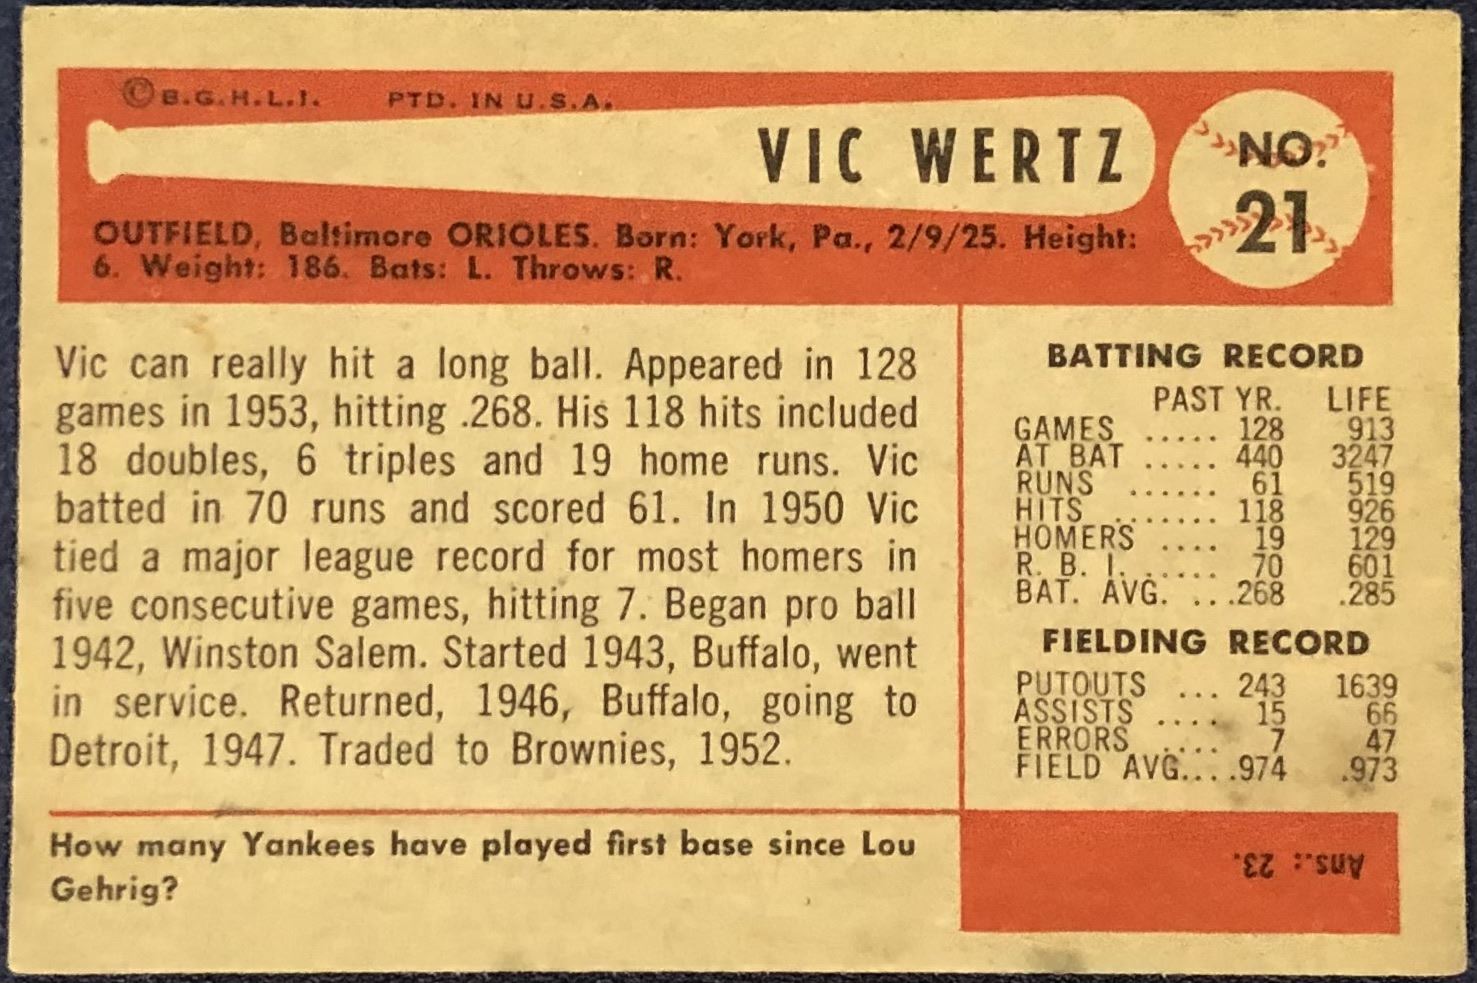 © B.G.H.L.I. PTD. IN U.S.A.
VIC WERTZ
NO.
21
OUTFIELD, Baltimore ORIOLES. Born: York, Pa., 2/9/25. Height:
6. Weight: 186. Bats: L. Throws: R.
Vic can really hit a long ball. Appeared in 128
games in 1953, hitting .268. His 118 hits included
18 doubles, 6 triples and 19 home runs. Vic
batted in 70 runs and scored 61. In 1950 Vic
tied a major league record for most homers in
five consecutive games, hitting 7. Began pro ball
1942, Winston Salem. Started 1943, Buffalo, went
in service. Returned, 1946, Buffalo, going to
Detroit, 1947. Traded to Brownies, 1952.
BATTING RECORD
PAST YR. LIFE
GAMES ..... 128 913
AT BAT ..... 440 3247
RUNS ...... 61 519
HITS ....... 118 926
HOMERS .... 19 129
R. B. I. ..... 70 601
BAT. AVG. ...268 .285
FIELDING RECORD
PUTOUTS ... 243 1639
ASSISTS .... 15 66
ERRORS .... 7 47
FIELD AVG....974 .973
How many Yankees have played first base since Lou
Gehrig?
Ans.: 23.